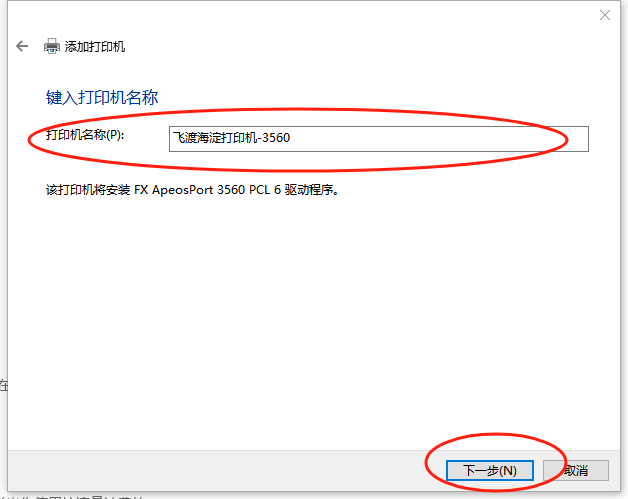 添加打印机
键入打印机名称
打印机名称(P):
飞渡海淀打印机-3560
该打印机将安装 FX ApeosPort 3560 PCL 6 驱动程序。
在
下一步(N)
取消